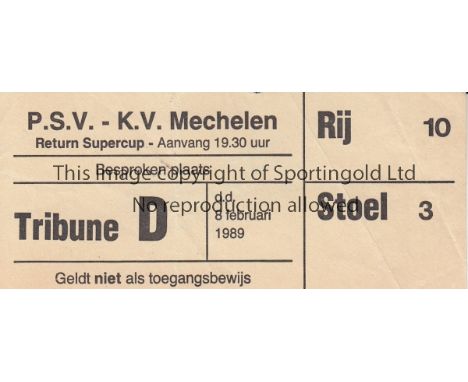 P.S.V. - K.V. Mechelen
Return Supercup - Aanvang 19.30 uur
Besproken plaats
Tribune D
d.d.
8 februari
1989
Geldt niet als toegangsbewijs
Rij 10
Stoel 3
This image copyright of Sportingold Ltd
No reproduction allowed